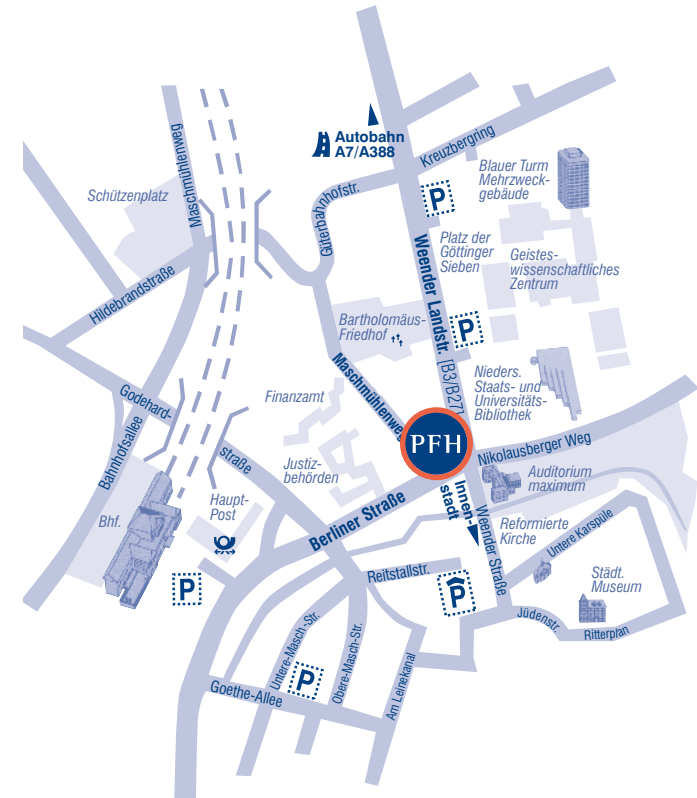 Autobahn
A7/A388
Kreuzbergring
Blauer Turm
Mehrzweck-
gebäude
Maschmühlenweg
Schützenplatz
Güterbahnhofstr.
P
Weender Landstr. [B3/B27]
Platz der
Göttinger
Sieben
Geistes-
wissenschaftliches
Zentrum
Hildebrandstraße
Bartholomäus-
Friedhof
P
Maschmühlenweg
Nieders.
Staats- und
Universitäts-
Bibliothek
Godehard-
straße
Finanzamt
Bahnhofsallee
PFH
Nikolausberger Weg
Justiz-
behörden
Auditorium
maximum
Haupt-
Post
Bhf.
Berliner Straße
Innen-
stadt
Weender Straße
Reformierte
Kirche
Untere Karspüle
P
Reitstallstr.
P
Städt.
Museum
Jüdenstr.
Ritterplan
Untere-Masch-Str.
Obere-Masch-Str.
Am Leinekanal
P
Goethe-Allee